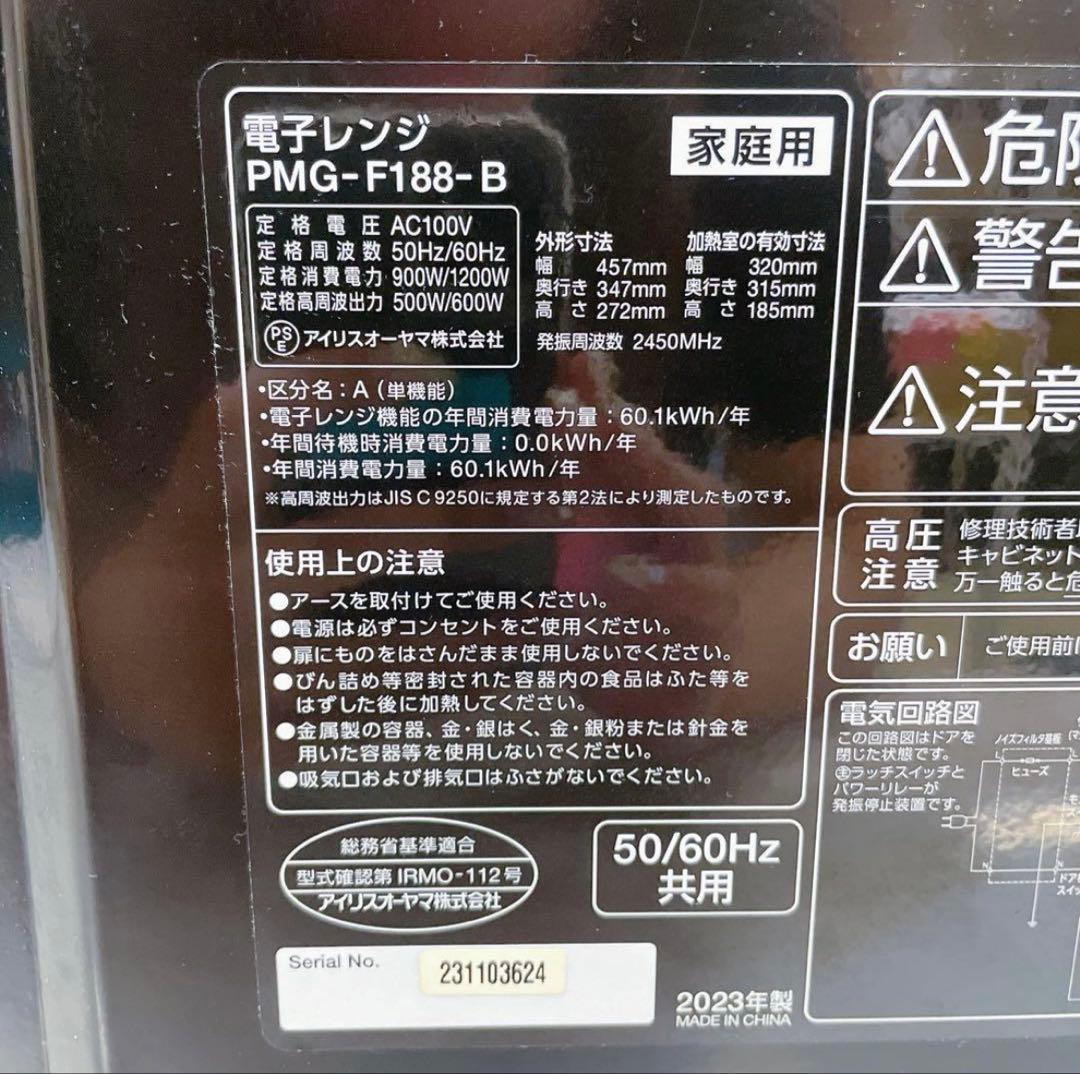 電子レンジ
PMG-F188-B
家庭用
定格電圧 AC100V
定格周波数 50Hz/60Hz
定格消費電力 900W/1200W
定格高周波出力 500W/600W
PSE アイリスオーヤマ株式会社
外形寸法
幅 457mm
奥行き 347mm
高さ 272mm
加熱室の有効寸法
幅 320mm
奥行き 315mm
高さ 185mm
発振周波数 2450MHz
・区分名：A（単機能）
・電子レンジ機能の年間消費電力量：60.1kWh/年
・年間待機時消費電力量：0.0kWh/年
・年間消費電力量：60.1kWh/年
※高周波出力はJIS C 9250に規定する第2法により測定したものです。
使用上の注意
●アースを取付けてご使用ください。
●電源は必ずコンセントをご使用ください。
●扉にものをはさんだまま使用しないでください。
●びん詰め等密封された容器内の食品はふた等を
はずした後に加熱してください。
●金属製の容器、金・銀はく、金・銀粉または針金を
用いた容器等を使用しないでください。
●吸気口および排気口はふさがないでください。
総務省基準適合
型式確認第IRMO-112号
アイリスオーヤマ株式会社
50/60Hz
共用
Serial No.
231103624
2023年製
MADE IN CHINA
危
警告
注意
高圧
注意
修理技術者
キャビネット
万一触ると
お願い
ご使用前
電気回路図
この回路図はドアを
閉じた状態です。
主ラッチスイッチと
パワーリレーが
発振停止装置です。
ノイズフィルタ基板
ヒューズ
L
L
N
N